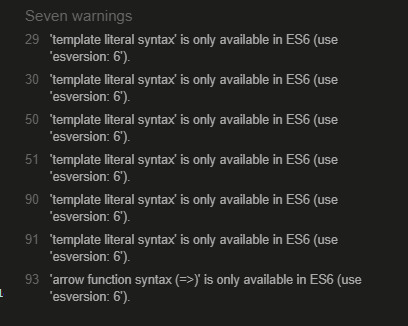 Seven warnings
29 'template literal syntax' is only available in ES6 (use
'esversion: 6').
30 'template literal syntax' is only available in ES6 (use
'esversion: 6').
50 'template literal syntax' is only available in ES6 (use
'esversion: 6').
51 'template literal syntax' is only available in ES6 (use
'esversion: 6').
90 'template literal syntax' is only available in ES6 (use
'esversion: 6').
91 'template literal syntax' is only available in ES6 (use
'esversion: 6').
93 'arrow function syntax (=>)' is only available in ES6 (use
'esversion: 6').